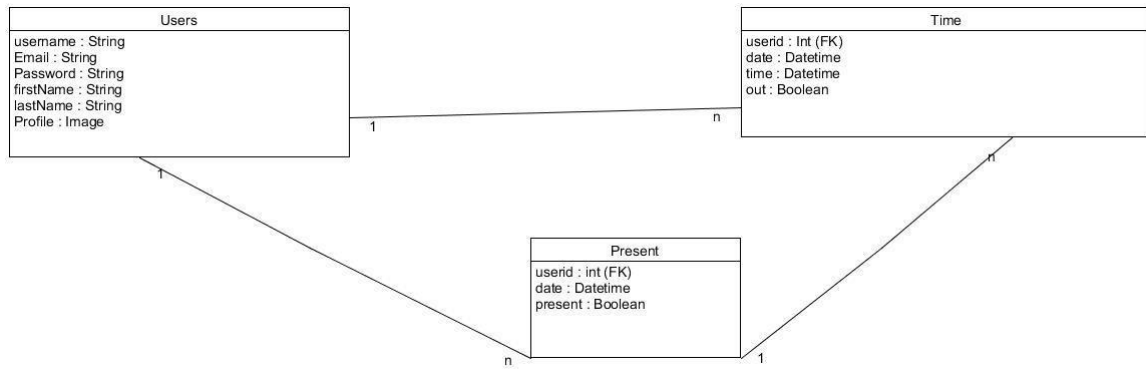 Users
username : String
Email : String
Password : String
firstName : String
lastName : String
Profile : Image
1
1
Time
userid : Int (FK)
date : Datetime
time : Datetime
out : Boolean
n
n
Present
userid : int (FK)
date : Datetime
present : Boolean
n
1